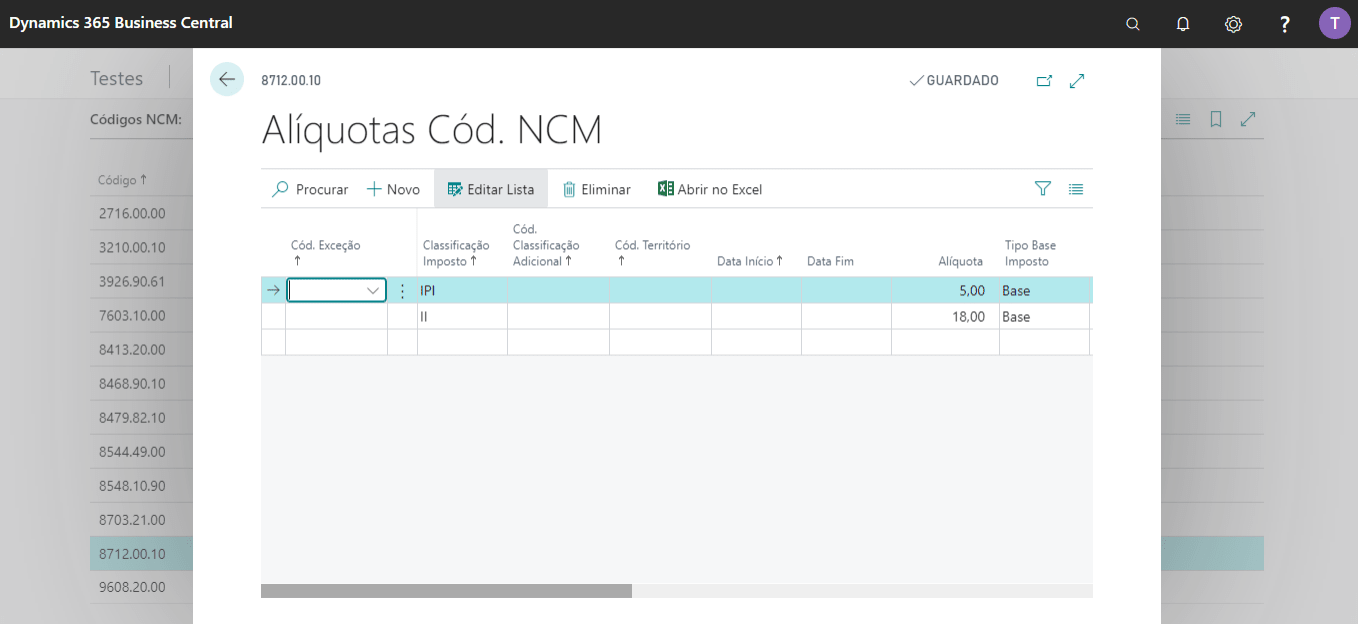 Dynamics 365 Business Central
?
T
Testes
Códigos NCM:
Código ↑
2716.00.00
3210.00.10
3926.90.61
7603.10.00
8413.20.00
8468.90.10
8479.82.10
8544.49.00
8548.10.90
8703.21.00
8712.00.10
9608.20.00
8712.00.10
GUARDADO
Alíquotas Cód. NCM
Procurar Novo Editar Lista Eliminar Abrir no Excel
Cód. Exceção ↑
Classificação
Imposto ↑
Cód.
Classificação
Adicional ↑
Cód. Território
↑
Data Início ↑
Data Fim
Alíquota
Tipo Base
Imposto
IPI 5,00 Base
II 18,00 Base